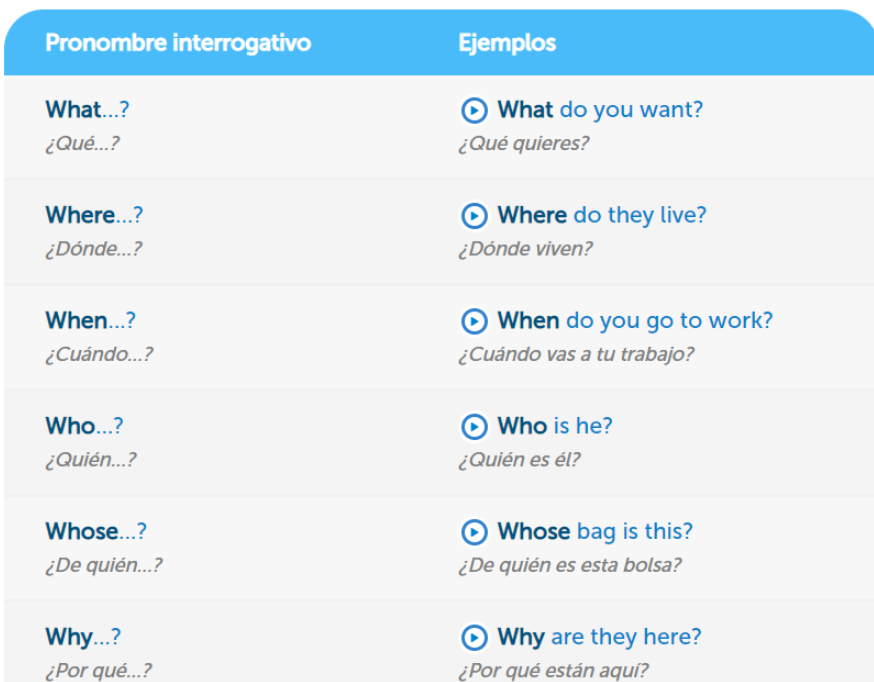 Pronombre interrogativo Ejemplos
What...? What do you want?
¿Qué...? ¿Qué quieres?
Where...? Where do they live?
¿Dónde...? ¿Dónde viven?
When...? When do you go to work?
¿Cuándo...? ¿Cuándo vas a tu trabajo?
Who...? Who is he?
¿Quién...? ¿Quién es él?
Whose...? Whose bag is this?
¿De quién...? ¿De quién es esta bolsa?
Why...? Why are they here?
¿Por qué...? ¿Por qué están aquí?